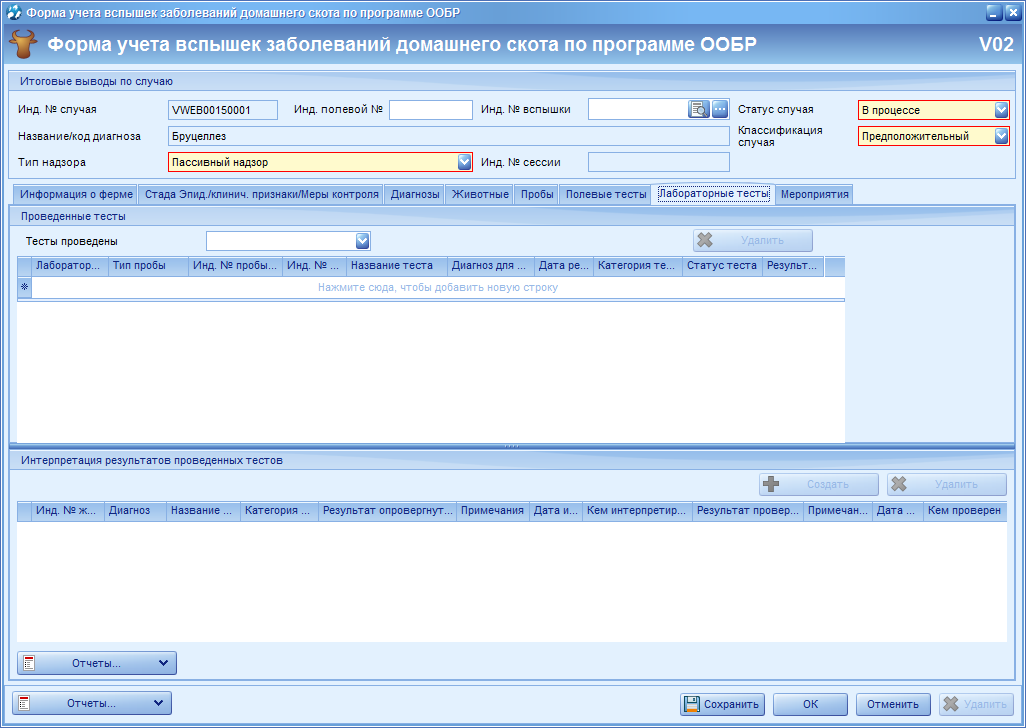 Форма учета вспышек заболеваний домашнего скота по программе ООБР
Форма учета вспышек заболеваний домашнего скота по программе ООБР V02
Итоговые выводы по случаю
Инд. № случая VWEB00150001 Инд. полевой № Инд. № вспышки Статус случая В процессе
Название/код диагноза Бруцеллез Классификация случая Предположительный
Тип надзора Пассивный надзор Инд. № сессии
Информация о ферме Стада Эпид./клинич. признаки/Меры контроля Диагнозы Животные Пробы Полевые тесты Лабораторные тесты Мероприятия
Проведенные тесты
Тесты проведены Удалить
Лаборатор... Тип пробы Инд. № пробы... Инд. № ... Название теста Диагноз для ... Дата ре... Категория те... Статус теста Результ...
Нажмите сюда, чтобы добавить новую строку
Интерпретация результатов проведенных тестов
Создать Удалить
Инд. № ж... Диагноз Название ... Категория ... Результат опровергнут... Примечания Дата и... Кем интерпретир... Результат провер... Примечан... Дата ... Кем проверен
Отчеты...
Отчеты... Сохранить ОК Отменить Удалить